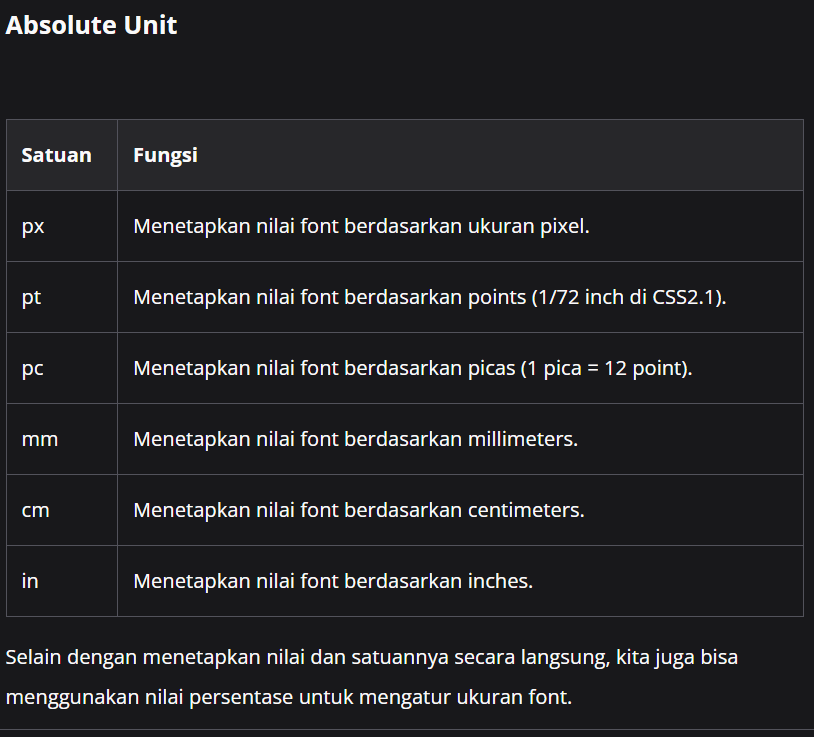 Absolute Unit
Satuan Fungsi
px Menetapkan nilai font berdasarkan ukuran pixel.
pt Menetapkan nilai font berdasarkan points (1/72 inch di CSS2.1).
pc Menetapkan nilai font berdasarkan picas (1 pica = 12 point).
mm Menetapkan nilai font berdasarkan millimeters.
cm Menetapkan nilai font berdasarkan centimeters.
in Menetapkan nilai font berdasarkan inches.
Selain dengan menetapkan nilai dan satuannya secara langsung, kita juga bisa
menggunakan nilai persentase untuk mengatur ukuran font.